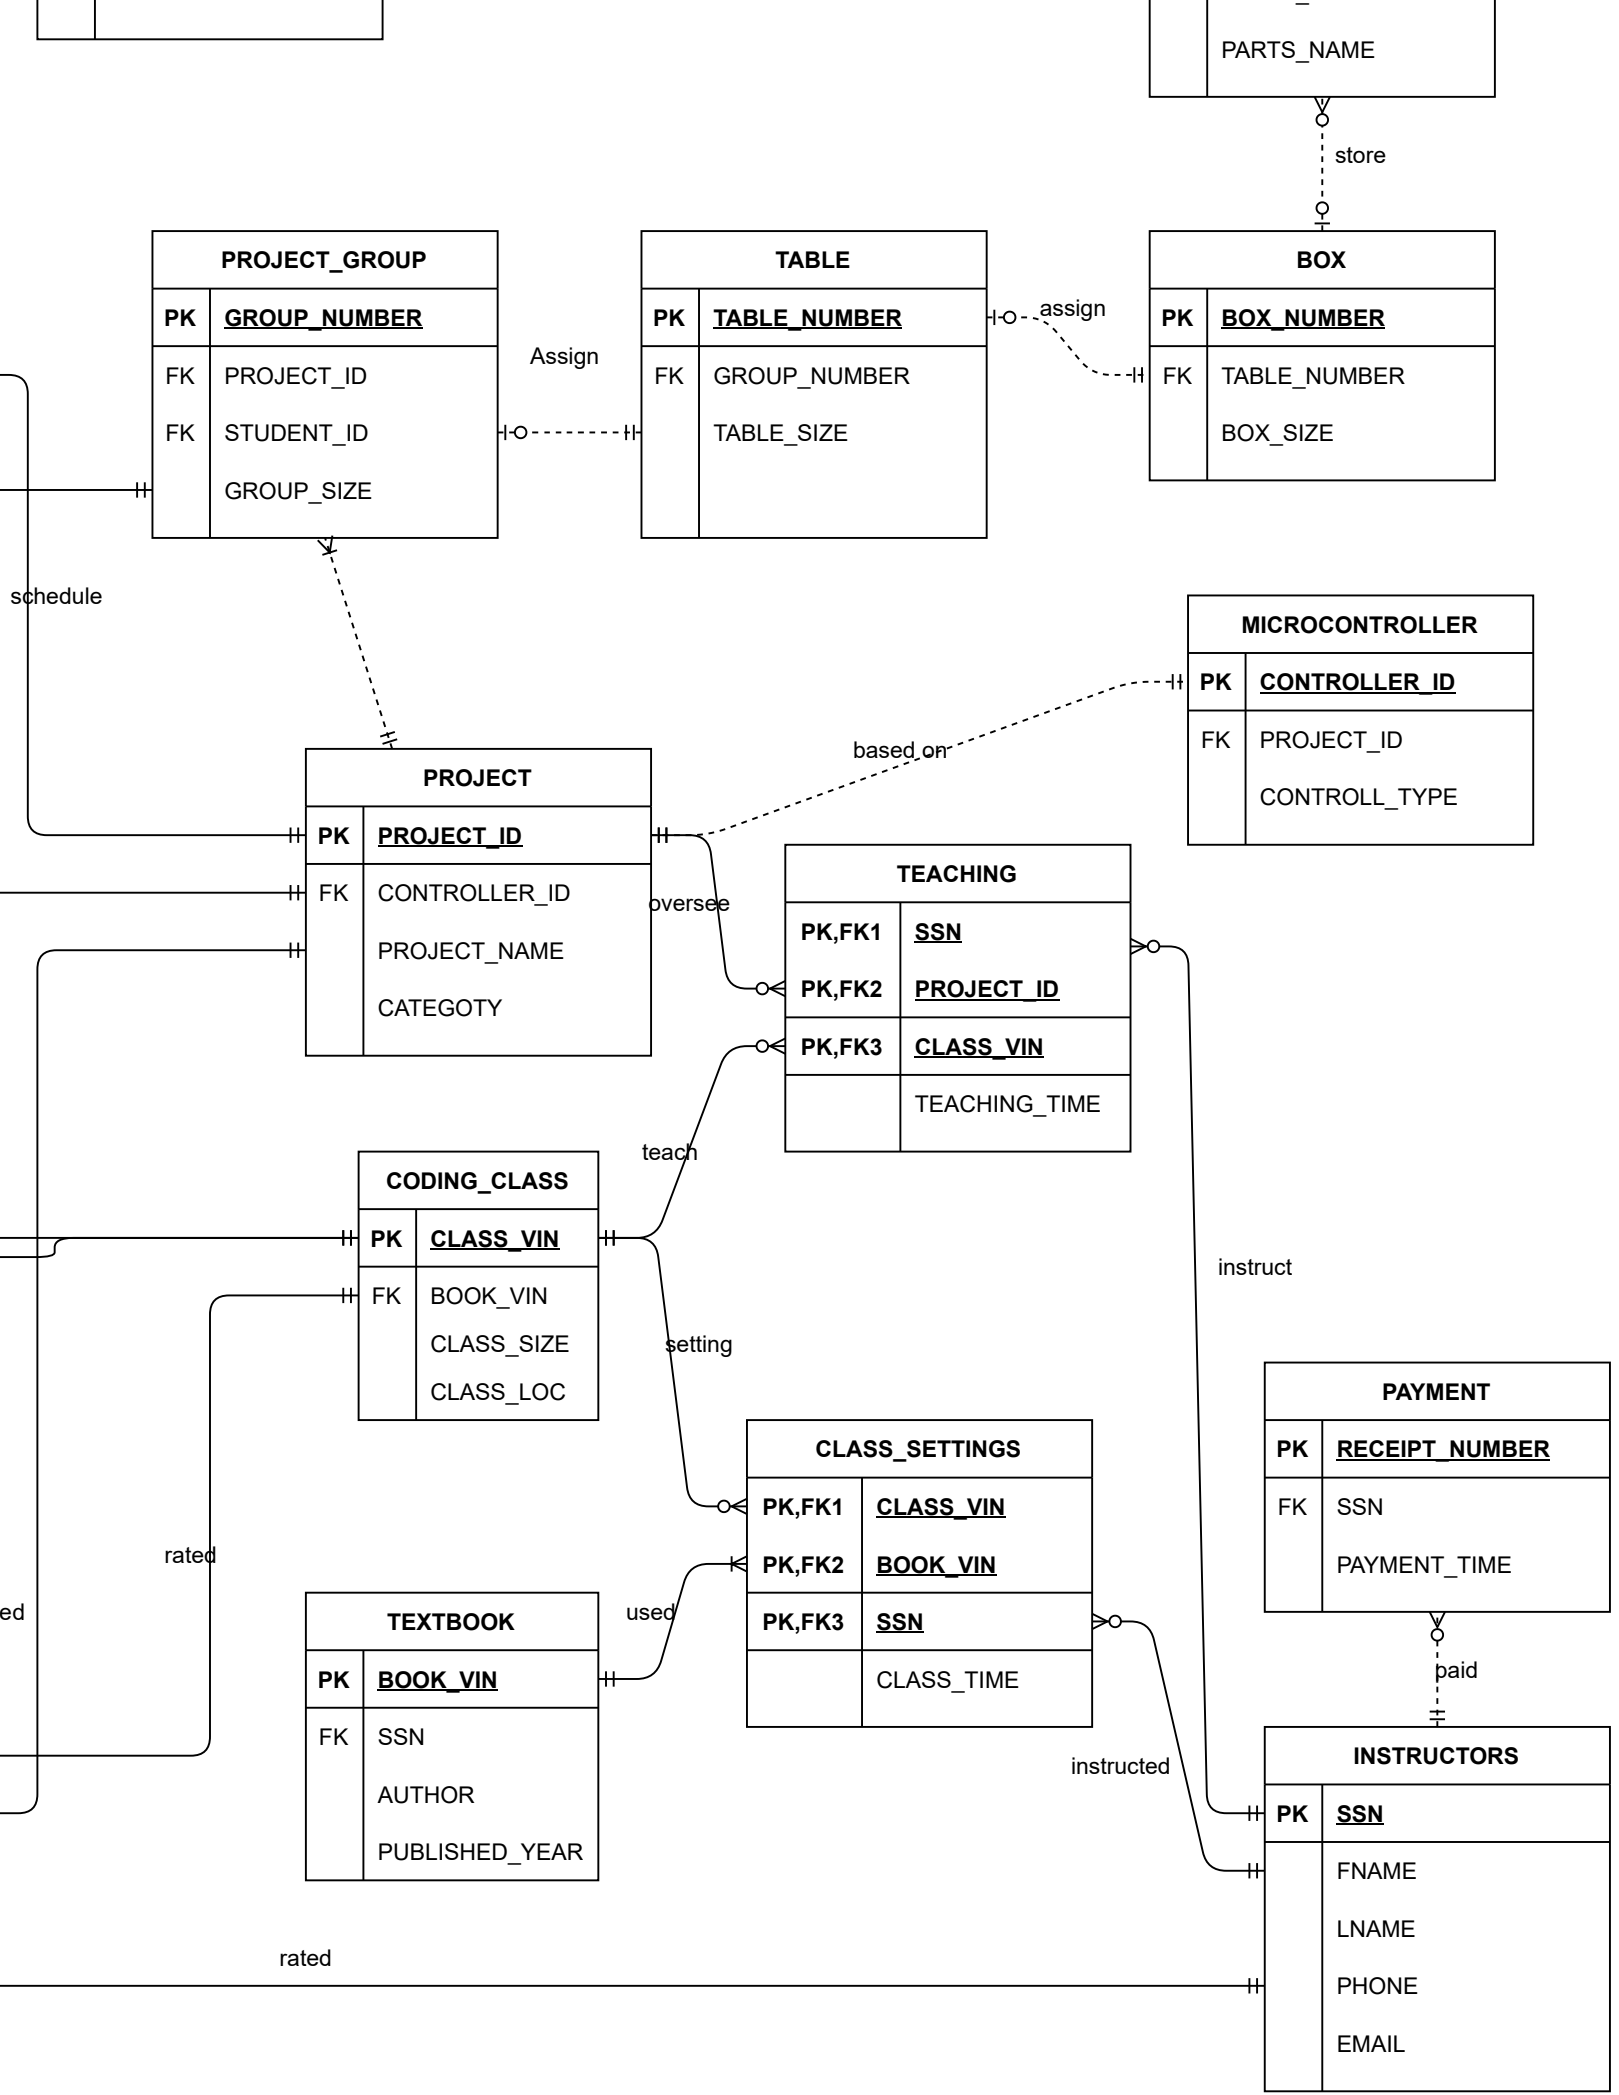 PARTS_NAME
store
PROJECT_GROUP
PK GROUP_NUMBER
FK PROJECT_ID
FK STUDENT_ID
GROUP_SIZE
Assign
TABLE
PK TABLE_NUMBER
FK GROUP_NUMBER
TABLE_SIZE
assign
BOX
PK BOX_NUMBER
FK TABLE_NUMBER
BOX_SIZE
schedule
MICROCONTROLLER
PK CONTROLLER_ID
FK PROJECT_ID
CONTROLL_TYPE
based on
PROJECT
PK PROJECT_ID
FK CONTROLLER_ID
PROJECT_NAME
CATEGOTY
oversee
TEACHING
PK,FK1 SSN
PK,FK2 PROJECT_ID
PK,FK3 CLASS_VIN
TEACHING_TIME
teach
CODING_CLASS
PK CLASS_VIN
FK BOOK_VIN
CLASS_SIZE
CLASS_LOC
setting
instruct
CLASS_SETTINGS
PK,FK1 CLASS_VIN
PK,FK2 BOOK_VIN
PK,FK3 SSN
CLASS_TIME
PAYMENT
PK RECEIPT_NUMBER
FK SSN
PAYMENT_TIME
rated
ed
used
TEXTBOOK
PK BOOK_VIN
FK SSN
AUTHOR
PUBLISHED_YEAR
paid
instructed
INSTRUCTORS
PK SSN
FNAME
LNAME
PHONE
EMAIL
rated